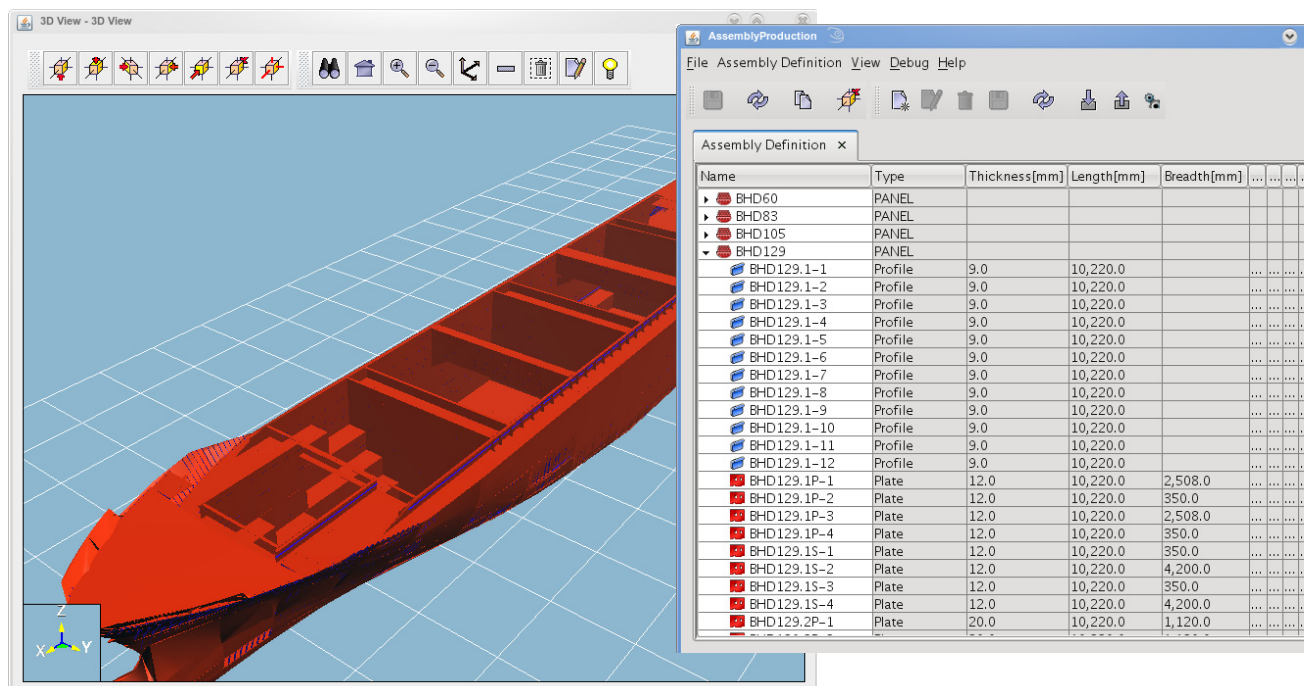 3D View - 3D View
Z
X
Y
AssemblyProduction
File Assembly Definition View Debug Help
Assembly Definition ×
Name Type Thickness[mm] Length[mm] Breadth[mm] ... ... ... .
BHD60 PANEL
BHD83 PANEL
BHD105 PANEL
BHD129 PANEL
BHD129.1-1 Profile 9.0 10,220.0 ... ... ... .
BHD129.1-2 Profile 9.0 10,220.0 ... ... ... .
BHD129.1-3 Profile 9.0 10,220.0 ... ... ... .
BHD129.1-4 Profile 9.0 10,220.0 ... ... ... .
BHD129.1-5 Profile 9.0 10,220.0 ... ... ... .
BHD129.1-6 Profile 9.0 10,220.0 ... ... ... .
BHD129.1-7 Profile 9.0 10,220.0 ... ... ... .
BHD129.1-8 Profile 9.0 10,220.0 ... ... ... .
BHD129.1-9 Profile 9.0 10,220.0 ... ... ... .
BHD129.1-10 Profile 9.0 10,220.0 ... ... ... .
BHD129.1-11 Profile 9.0 10,220.0 ... ... ... .
BHD129.1-12 Profile 9.0 10,220.0 ... ... ... .
BHD129.1P-1 Plate 12.0 10,220.0 2,508.0 ... ... ... .
BHD129.1P-2 Plate 12.0 10,220.0 350.0 ... ... ... .
BHD129.1P-3 Plate 12.0 10,220.0 2,508.0 ... ... ... .
BHD129.1P-4 Plate 12.0 10,220.0 350.0 ... ... ... .
BHD129.1S-1 Plate 12.0 10,220.0 350.0 ... ... ... .
BHD129.1S-2 Plate 12.0 10,220.0 4,200.0 ... ... ... .
BHD129.1S-3 Plate 12.0 10,220.0 350.0 ... ... ... .
BHD129.1S-4 Plate 12.0 10,220.0 4,200.0 ... ... ... .
BHD129.2P-1 Plate 20.0 10,220.0 1,120.0 ... ... ... .